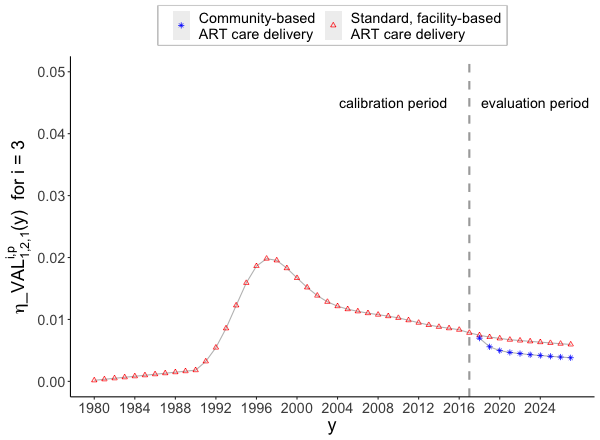 Community-based
ART care delivery
Standard, facility-based
ART care delivery
0.05
0.04
0.03
0.02
0.01
0.00
calibration period
evaluation period
η_VAL^{i,p}_{1,2,1}(y) for i = 3
1980 1984 1988 1992 1996 2000 2004 2008 2012 2016 2020 2024
y